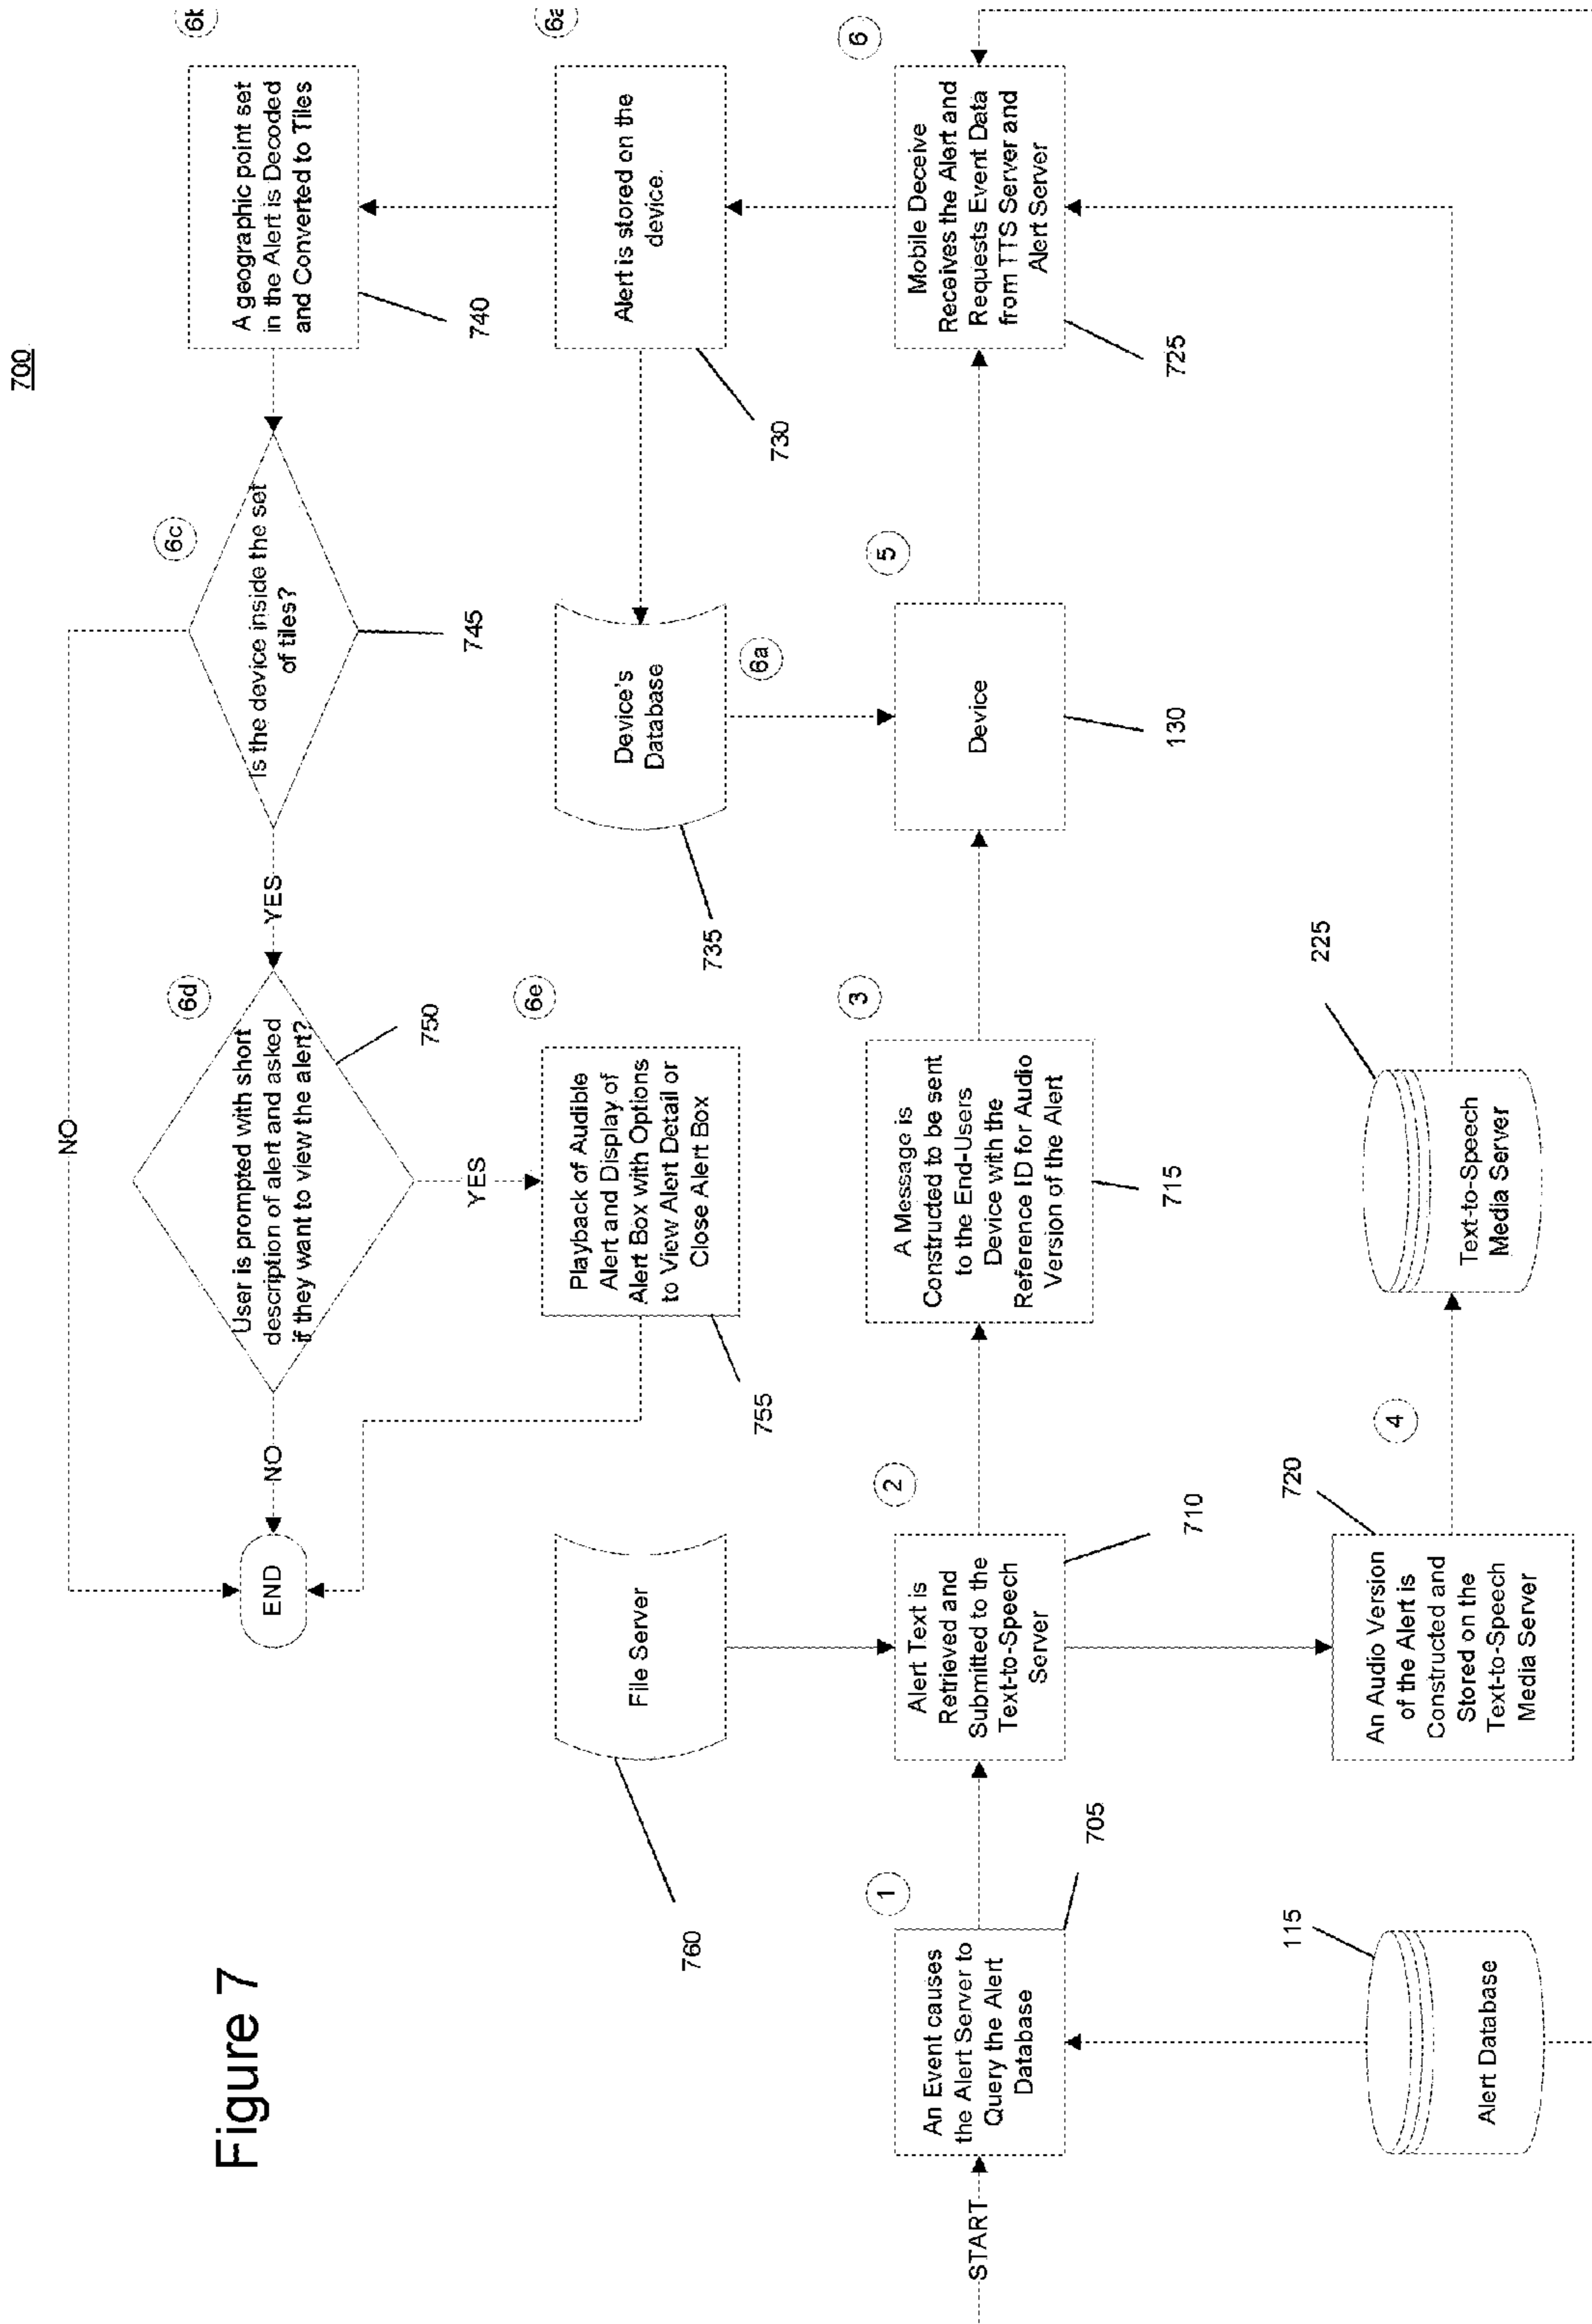 700
Figure 7
START
An Event causes
the Alert Server to
Query the Alert
Database
1
705
Alert Database
115
File Server
760
Alert Text is
Retrieved and
Submitted to the
Text-to-Speech
Server
2
710
An Audio Version
of the Alert is
Constructed and
Stored on the
Text-to-Speech
Media Server
720
4
Text-to-Speech
Media Server
225
A Message is
Constructed to be sent
to the End-Users
Device with the
Reference ID for Audio
Version of the Alert
3
715
Device
5
130
Mobile Deceive
Receives the Alert and
Requests Event Data
from TTS Server and
Alert Server
6
725
Alert is stored on the
device.
6a
730
Device's
Database
6a
735
A geographic point set
in the Alert is Decoded
and Converted to Tiles
6b
740
Is the device inside the set
of tiles?
6c
745
NO
YES
User is prompted with short
description of alert and asked
if they want to view the alert?
6d
750
YES
NO
Playback of Audible
Alert and Display of
Alert Box with Options
to View Alert Detail or
Close Alert Box
6e
755
END